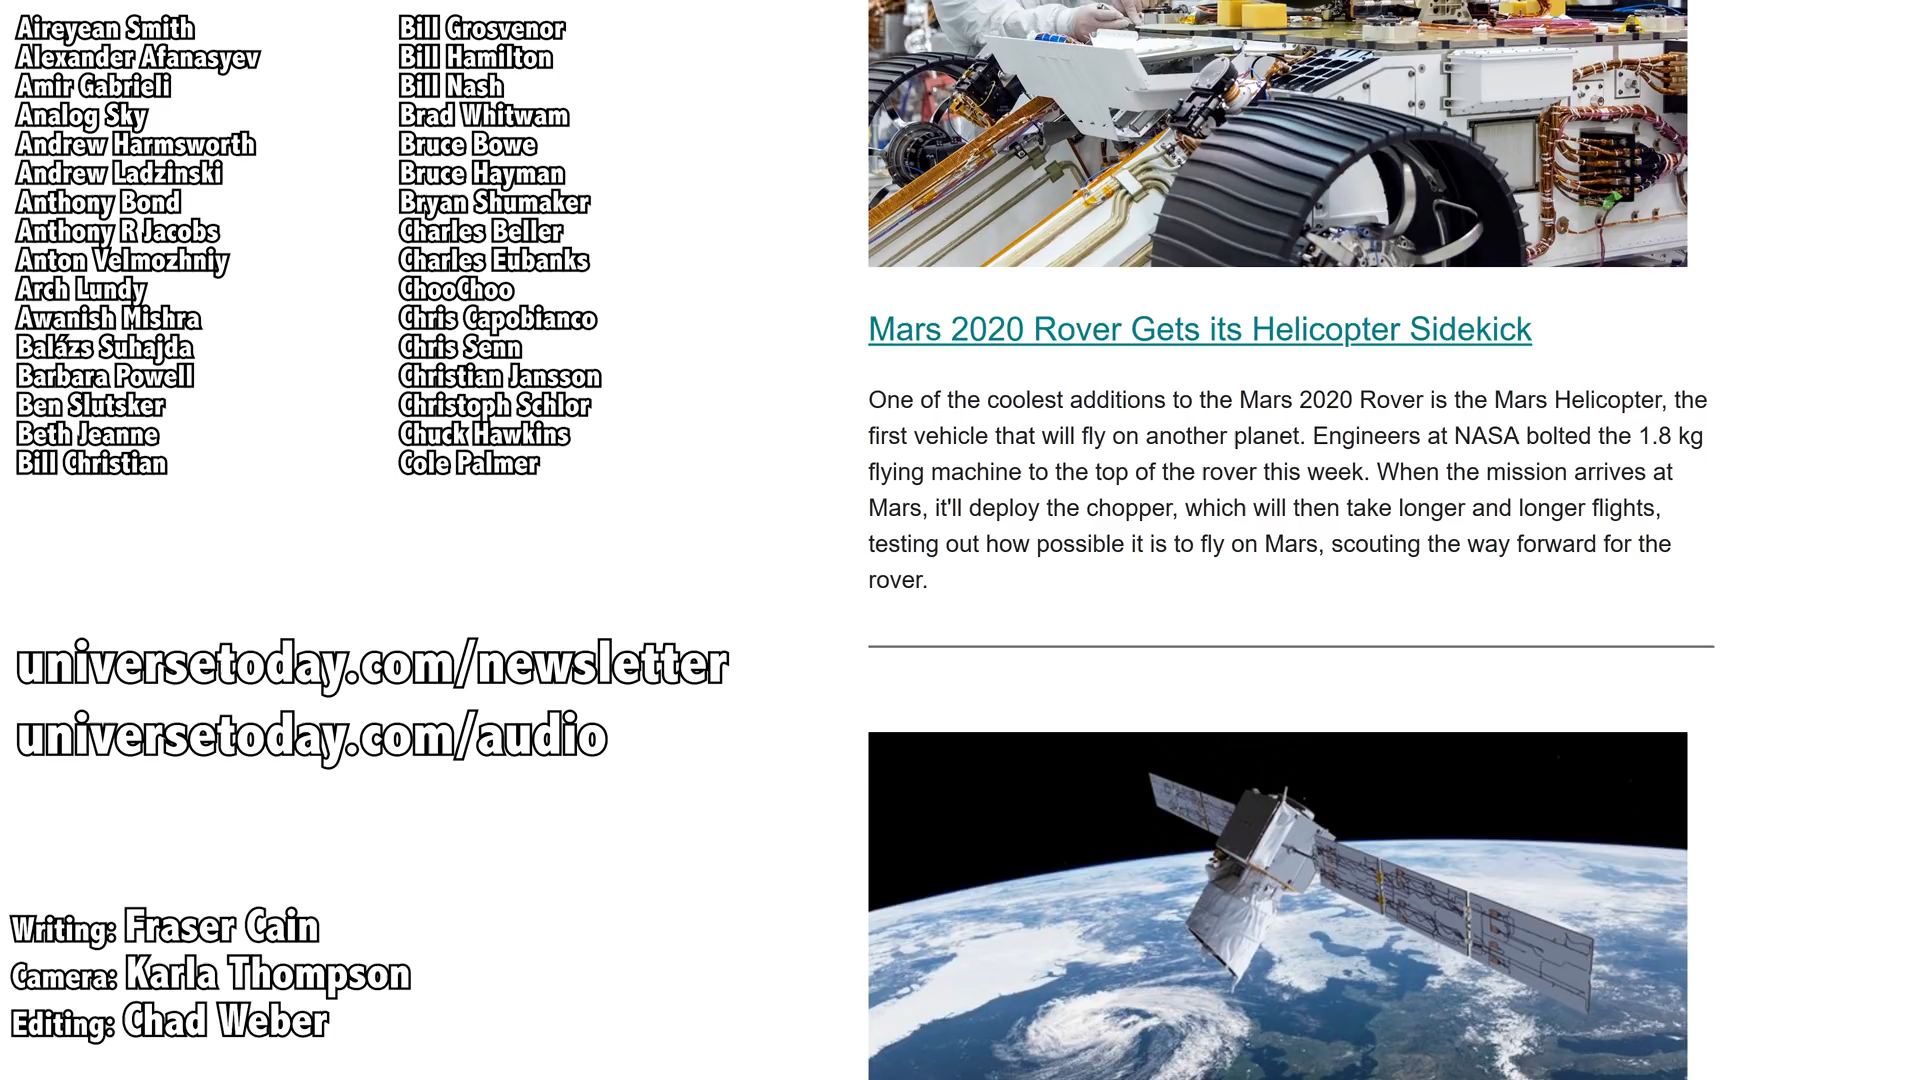 Aireyean Smith
Alexander Afanasyev
Amir Gabrieli
Analog Sky
Andrew Harmsworth
Andrew Ladzinski
Anthony Bond
Anthony R Jacobs
Anton Velmozhniy
Arch Lundy
Awanish Mishra
Balázs Suhajda
Barbara Powell
Ben Slutsker
Beth Jeanne
Bill Christian
Bill Grosvenor
Bill Hamilton
Bill Nash
Brad Whitwam
Bruce Bowe
Bruce Hayman
Bryan Shumaker
Charles Beller
Charles Eubanks
ChooChoo
Chris Capobianco
Chris Senn
Christian Jansson
Christoph Schlor
Chuck Hawkins
Cole Palmer
universetoday.com/newsletter
universetoday.com/audio
Writing: Fraser Cain
Camera: Karla Thompson
Editing: Chad Weber
Mars 2020 Rover Gets its Helicopter Sidekick
One of the coolest additions to the Mars 2020 Rover is the Mars Helicopter, the
first vehicle that will fly on another planet. Engineers at NASA bolted the 1.8 kg
flying machine to the top of the rover this week. When the mission arrives at
Mars, it'll deploy the chopper, which will then take longer and longer flights,
testing out how possible it is to fly on Mars, scouting the way forward for the
rover.